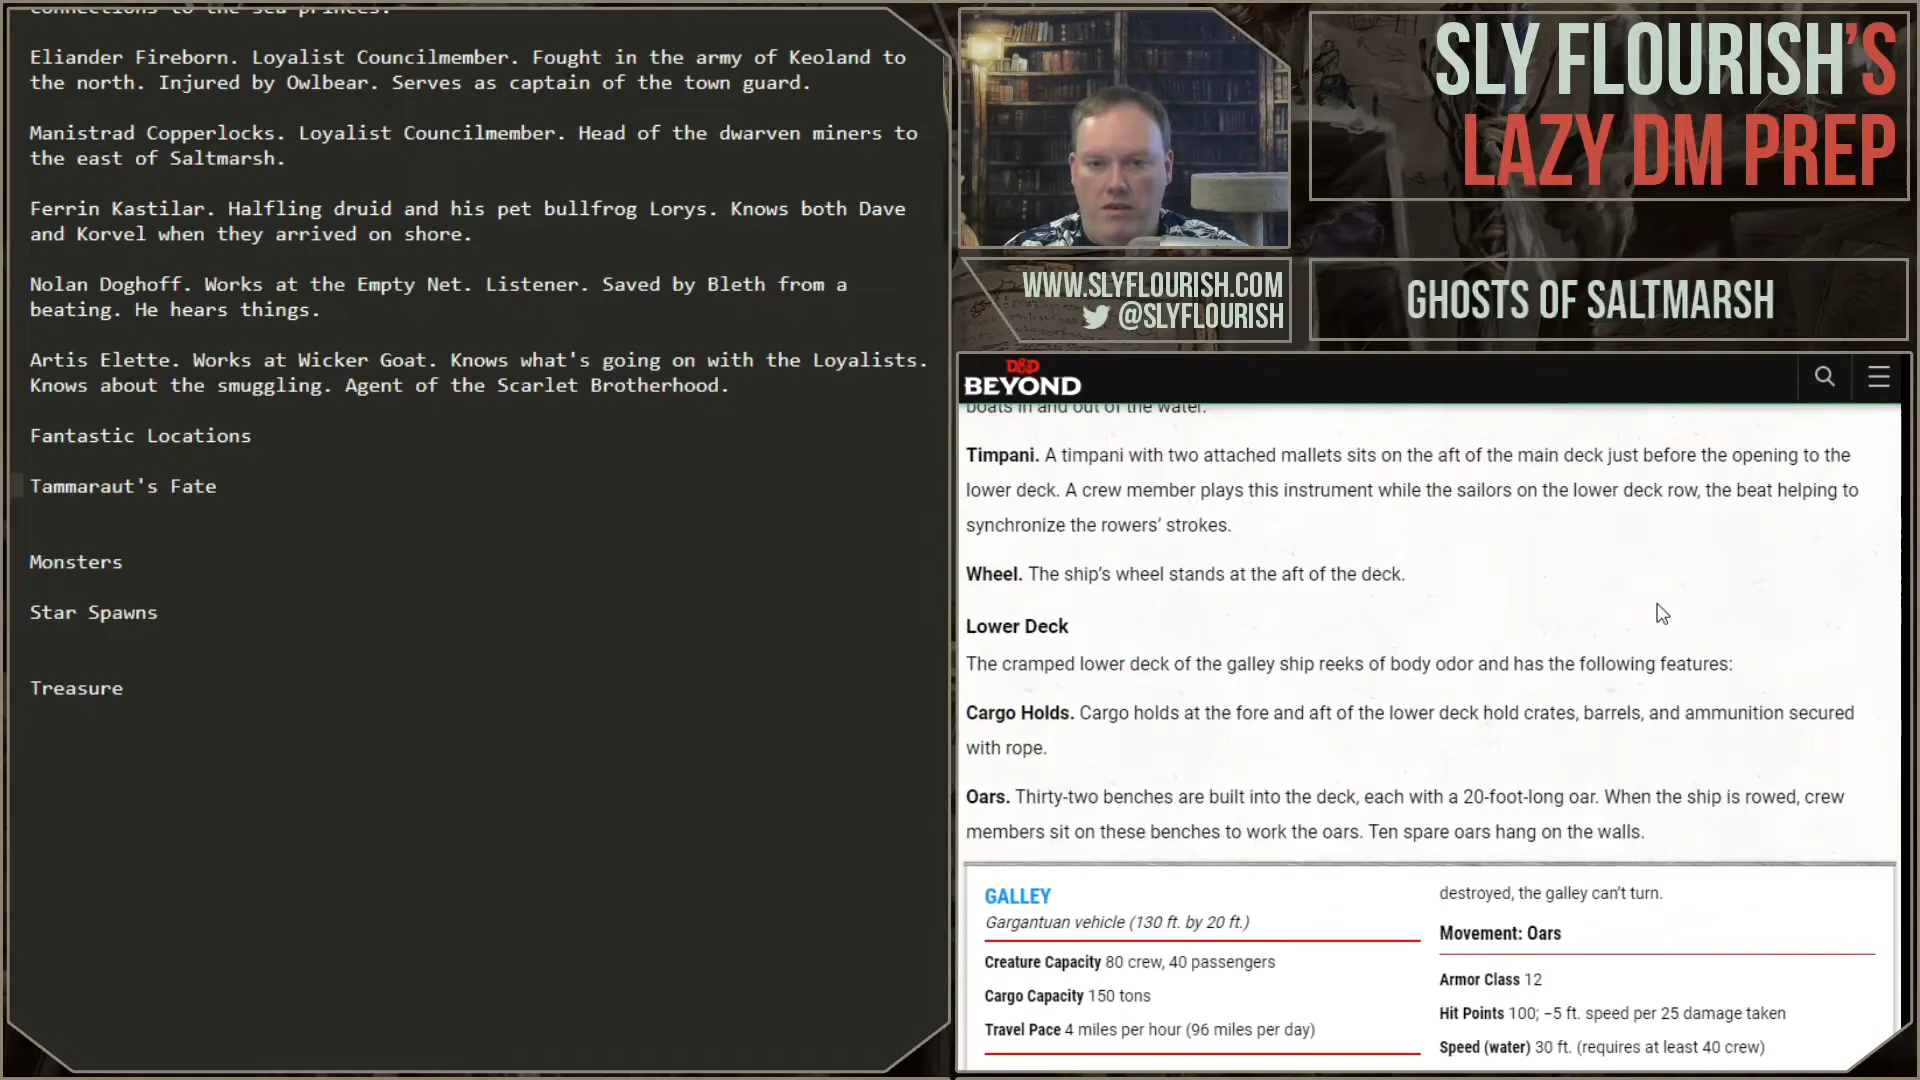 connections to the sea princes.
Eliander Fireborn. Loyalist Councilmember. Fought in the army of Keoland to
the north. Injured by Owlbear. Serves as captain of the town guard.
Manistrad Copperlocks. Loyalist Councilmember. Head of the dwarven miners to
the east of Saltmarsh.
Ferrin Kastilar. Halfling druid and his pet bullfrog Lorys. Knows both Dave
and Korvel when they arrived on shore.
Nolan Doghoff. Works at the Empty Net. Listener. Saved by Bleth from a
beating. He hears things.
Artis Elette. Works at Wicker Goat. Knows what's going on with the Loyalists.
Knows about the smuggling. Agent of the Scarlet Brotherhood.
Fantastic Locations
Tammaraut's Fate
Monsters
Star Spawns
Treasure
SLY FLOURISH'S
LAZY DM PREP
WWW.SLYFLOURISH.COM
@SLYFLOURISH
GHOSTS OF SALTMARSH
D&D
BEYOND
boats in and out of the water.
Timpani. A timpani with two attached mallets sits on the aft of the main deck just before the opening to the
lower deck. A crew member plays this instrument while the sailors on the lower deck row, the beat helping to
synchronize the rowers’ strokes.
Wheel. The ship’s wheel stands at the aft of the deck.
Lower Deck
The cramped lower deck of the galley ship reeks of body odor and has the following features:
Cargo Holds. Cargo holds at the fore and aft of the lower deck hold crates, barrels, and ammunition secured
with rope.
Oars. Thirty-two benches are built into the deck, each with a 20-foot-long oar. When the ship is rowed, crew
members sit on these benches to work the oars. Ten spare oars hang on the walls.
GALLEY
Gargantuan vehicle (130 ft. by 20 ft.)
Creature Capacity 80 crew, 40 passengers
Cargo Capacity 150 tons
Travel Pace 4 miles per hour (96 miles per day)
destroyed, the galley can’t turn.
Movement: Oars
Armor Class 12
Hit Points 100; −5 ft. speed per 25 damage taken
Speed (water) 30 ft. (requires at least 40 crew)